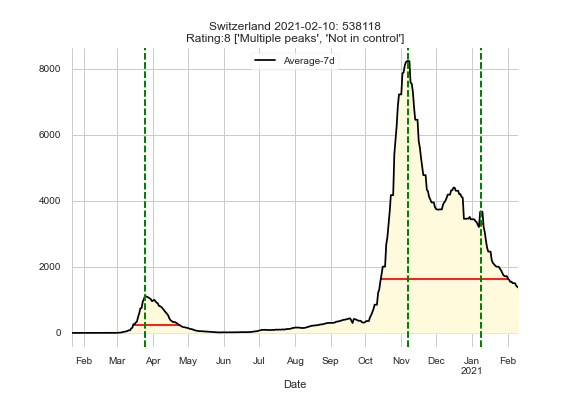 Switzerland 2021-02-10: 538118
Rating:8 ['Multiple peaks', 'Not in control']
Average-7d
8000
6000
4000
2000
0
Feb Mar Apr May Jun Jul Aug Sep Oct Nov Dec Jan Feb
2021
Date